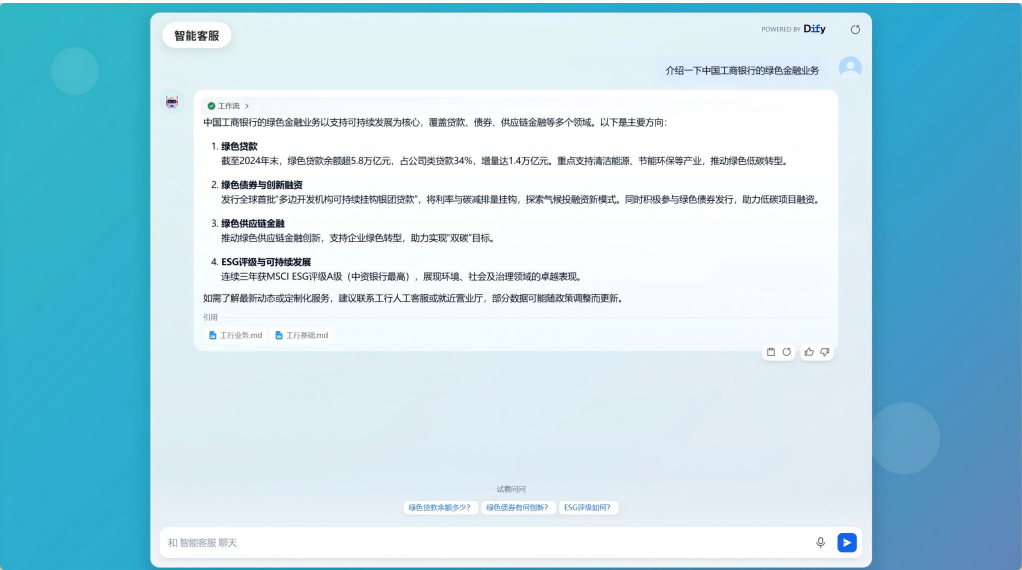 智能客服
POWERED BY Dify
介绍一下中国工商银行的绿色金融业务
工作流
中国工商银行的绿色金融业务以支持可持续发展为核心，覆盖贷款、债券、供应链金融等多个领域。以下是主要方向：
1. 绿色贷款
截至2024年末，绿色贷款余额超5.8万亿元，占公司类贷款34%，增量达1.4万亿元。重点支持清洁能源、节能环保等产业，推动绿色低碳转型。
2. 绿色债券与创新融资
发行全球首批"多边开发机构可持续挂钩银团贷款"，将利率与碳减排量挂钩，探索气候投融资新模式。同时积极参与绿色债券发行，助力低碳项目融资。
3. 绿色供应链金融
推动绿色供应链金融创新，支持企业绿色转型，助力实现"双碳"目标。
4. ESG评级与可持续发展
连续三年获MSCI ESG评级A级（中资银行最高），展现环境、社会及治理领域的卓越表现。
如需了解最新动态或定制化服务，建议联系工行人工客服或就近营业厅，部分数据可能随政策调整而更新。
引用
工行业务.md 工行基础.md
试着问问
绿色贷款余额多少? 绿色债券有何创新? ESG评级如何?
和 智能客服 聊天